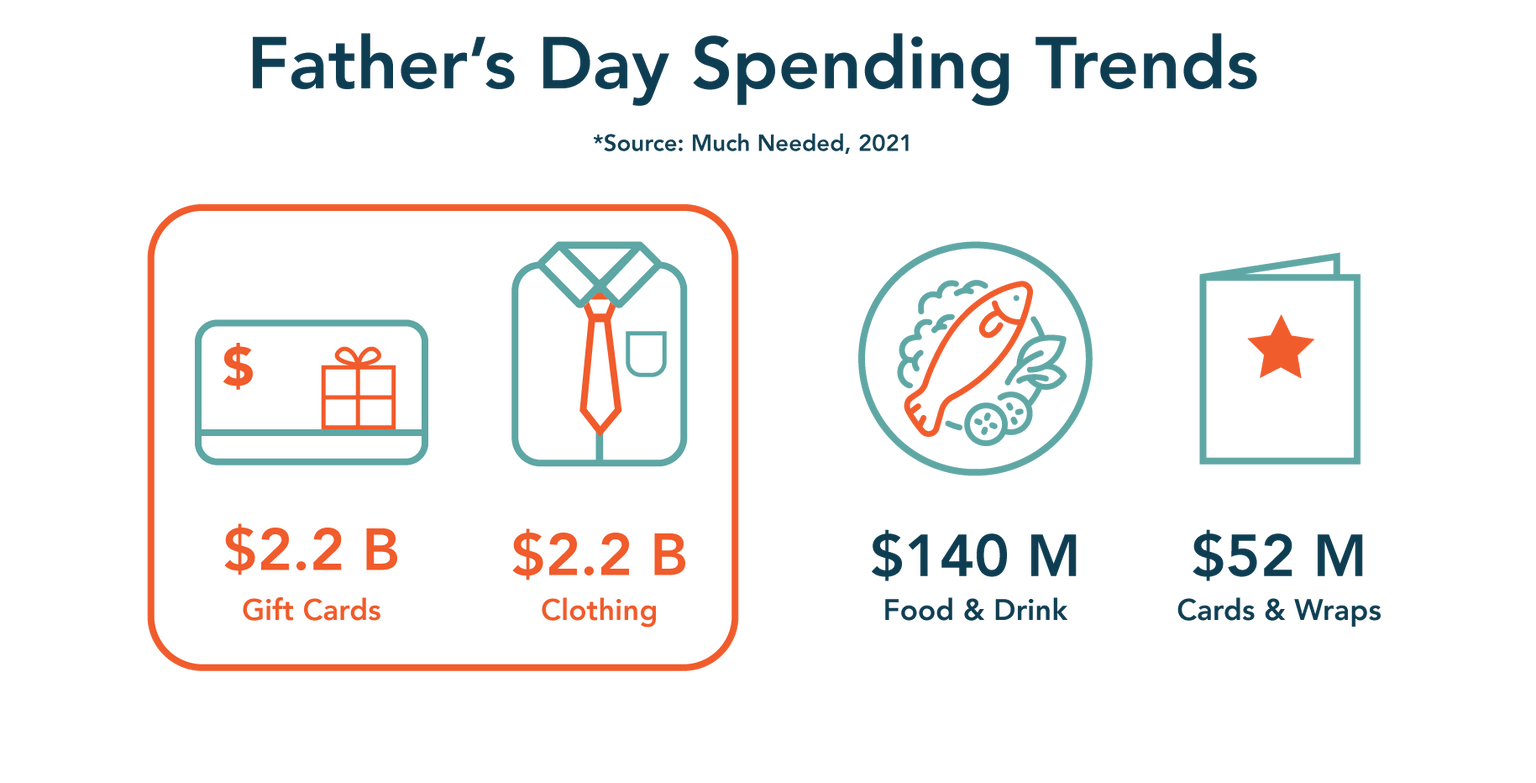 Father’s Day Spending Trends
*Source: Much Needed, 2021
$
$2.2 B
Gift Cards
$2.2 B
Clothing
$140 M
Food & Drink
$52 M
Cards & Wraps